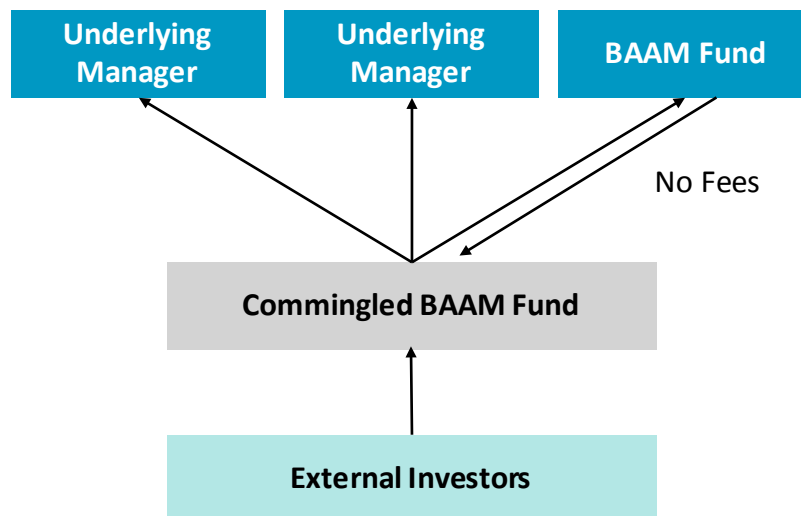 Underlying
Manager
Underlying
Manager
BAAM Fund
No Fees
Commingled BAAM Fund
External Investors